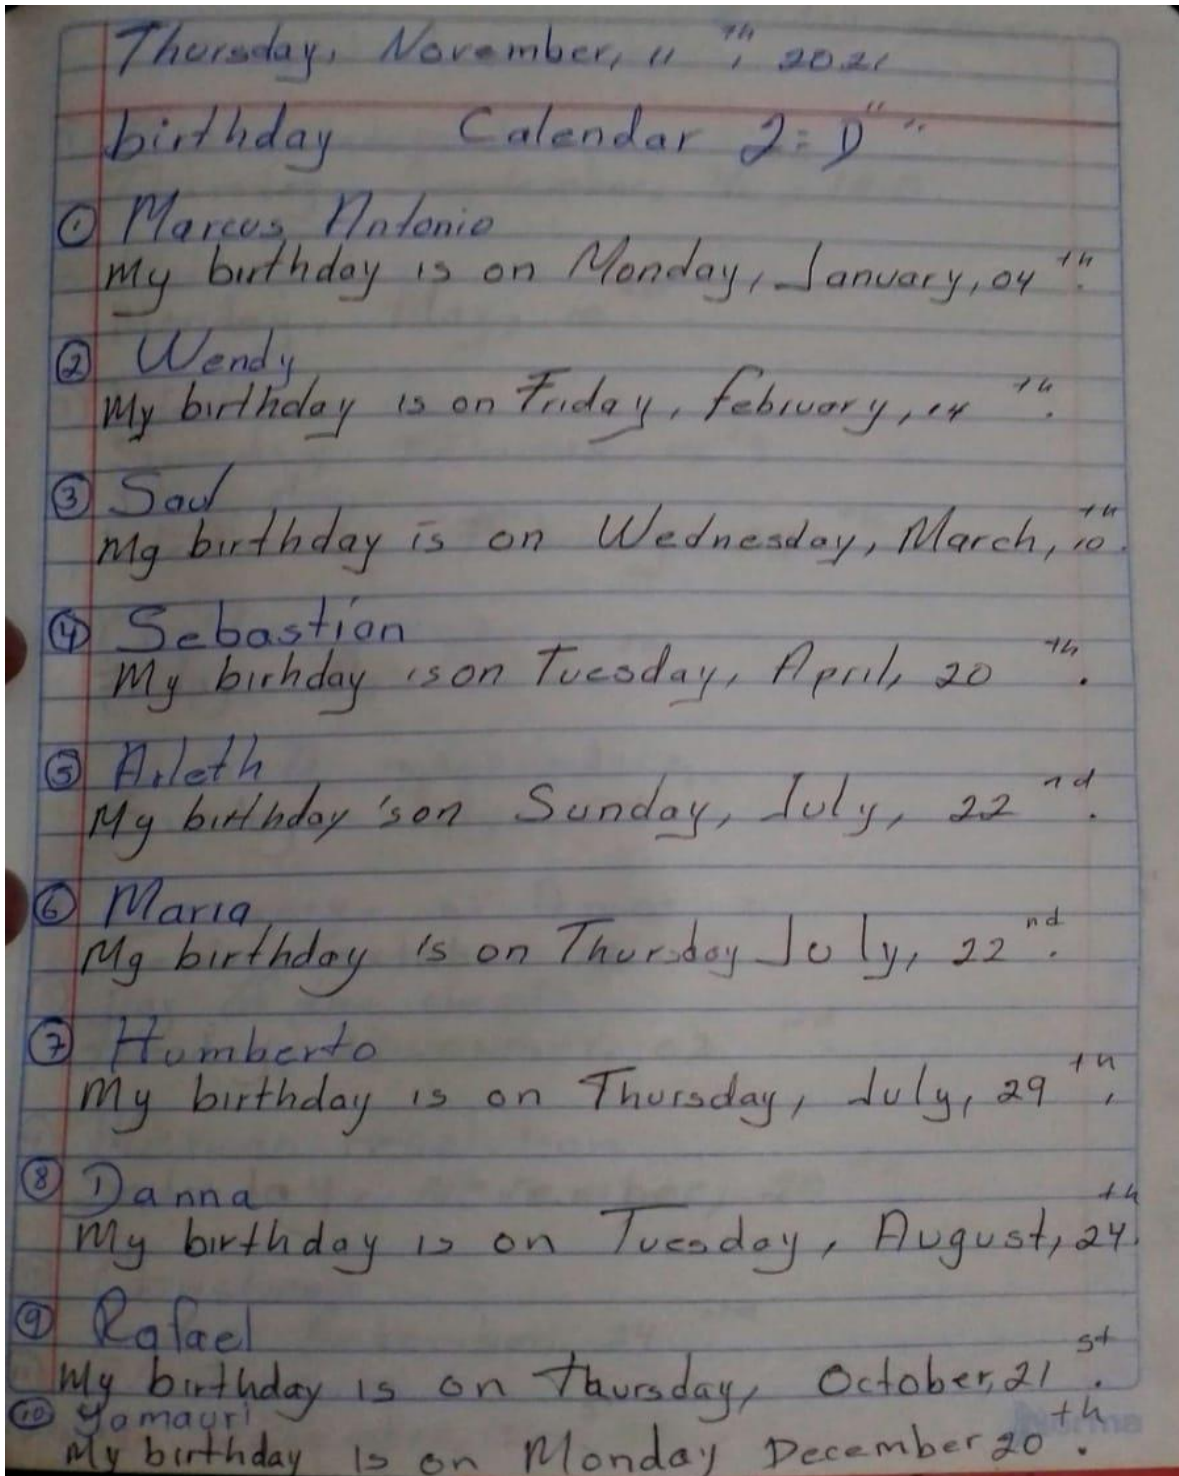 Thursday, November, 11 th, 2021
birthday Calendar 2=D""
① Marcus Antonio
My birthday is on Monday, January, 04 th.
② Wendy
My birthday is on Friday, february, 14 th.
③ Saul
My birthday is on Wednesday, March, 10 th.
④ Sebastian
My birhday is on Tuesday, April, 20 th.
⑤ Arleth
My birthday 's on Sunday, July, 22 nd.
⑥ Maria
My birthday is on Thursday July, 22 nd.
⑦ Humberto
My birthday is on Thursday, July, 29 th.
⑧ Danna
My birthday is on Tuesday, August, 24 th.
⑨ Rafael
My birthday is on thursday, October, 21 st.
⑩ Yamauri
My birthday is on Monday December 20 th.